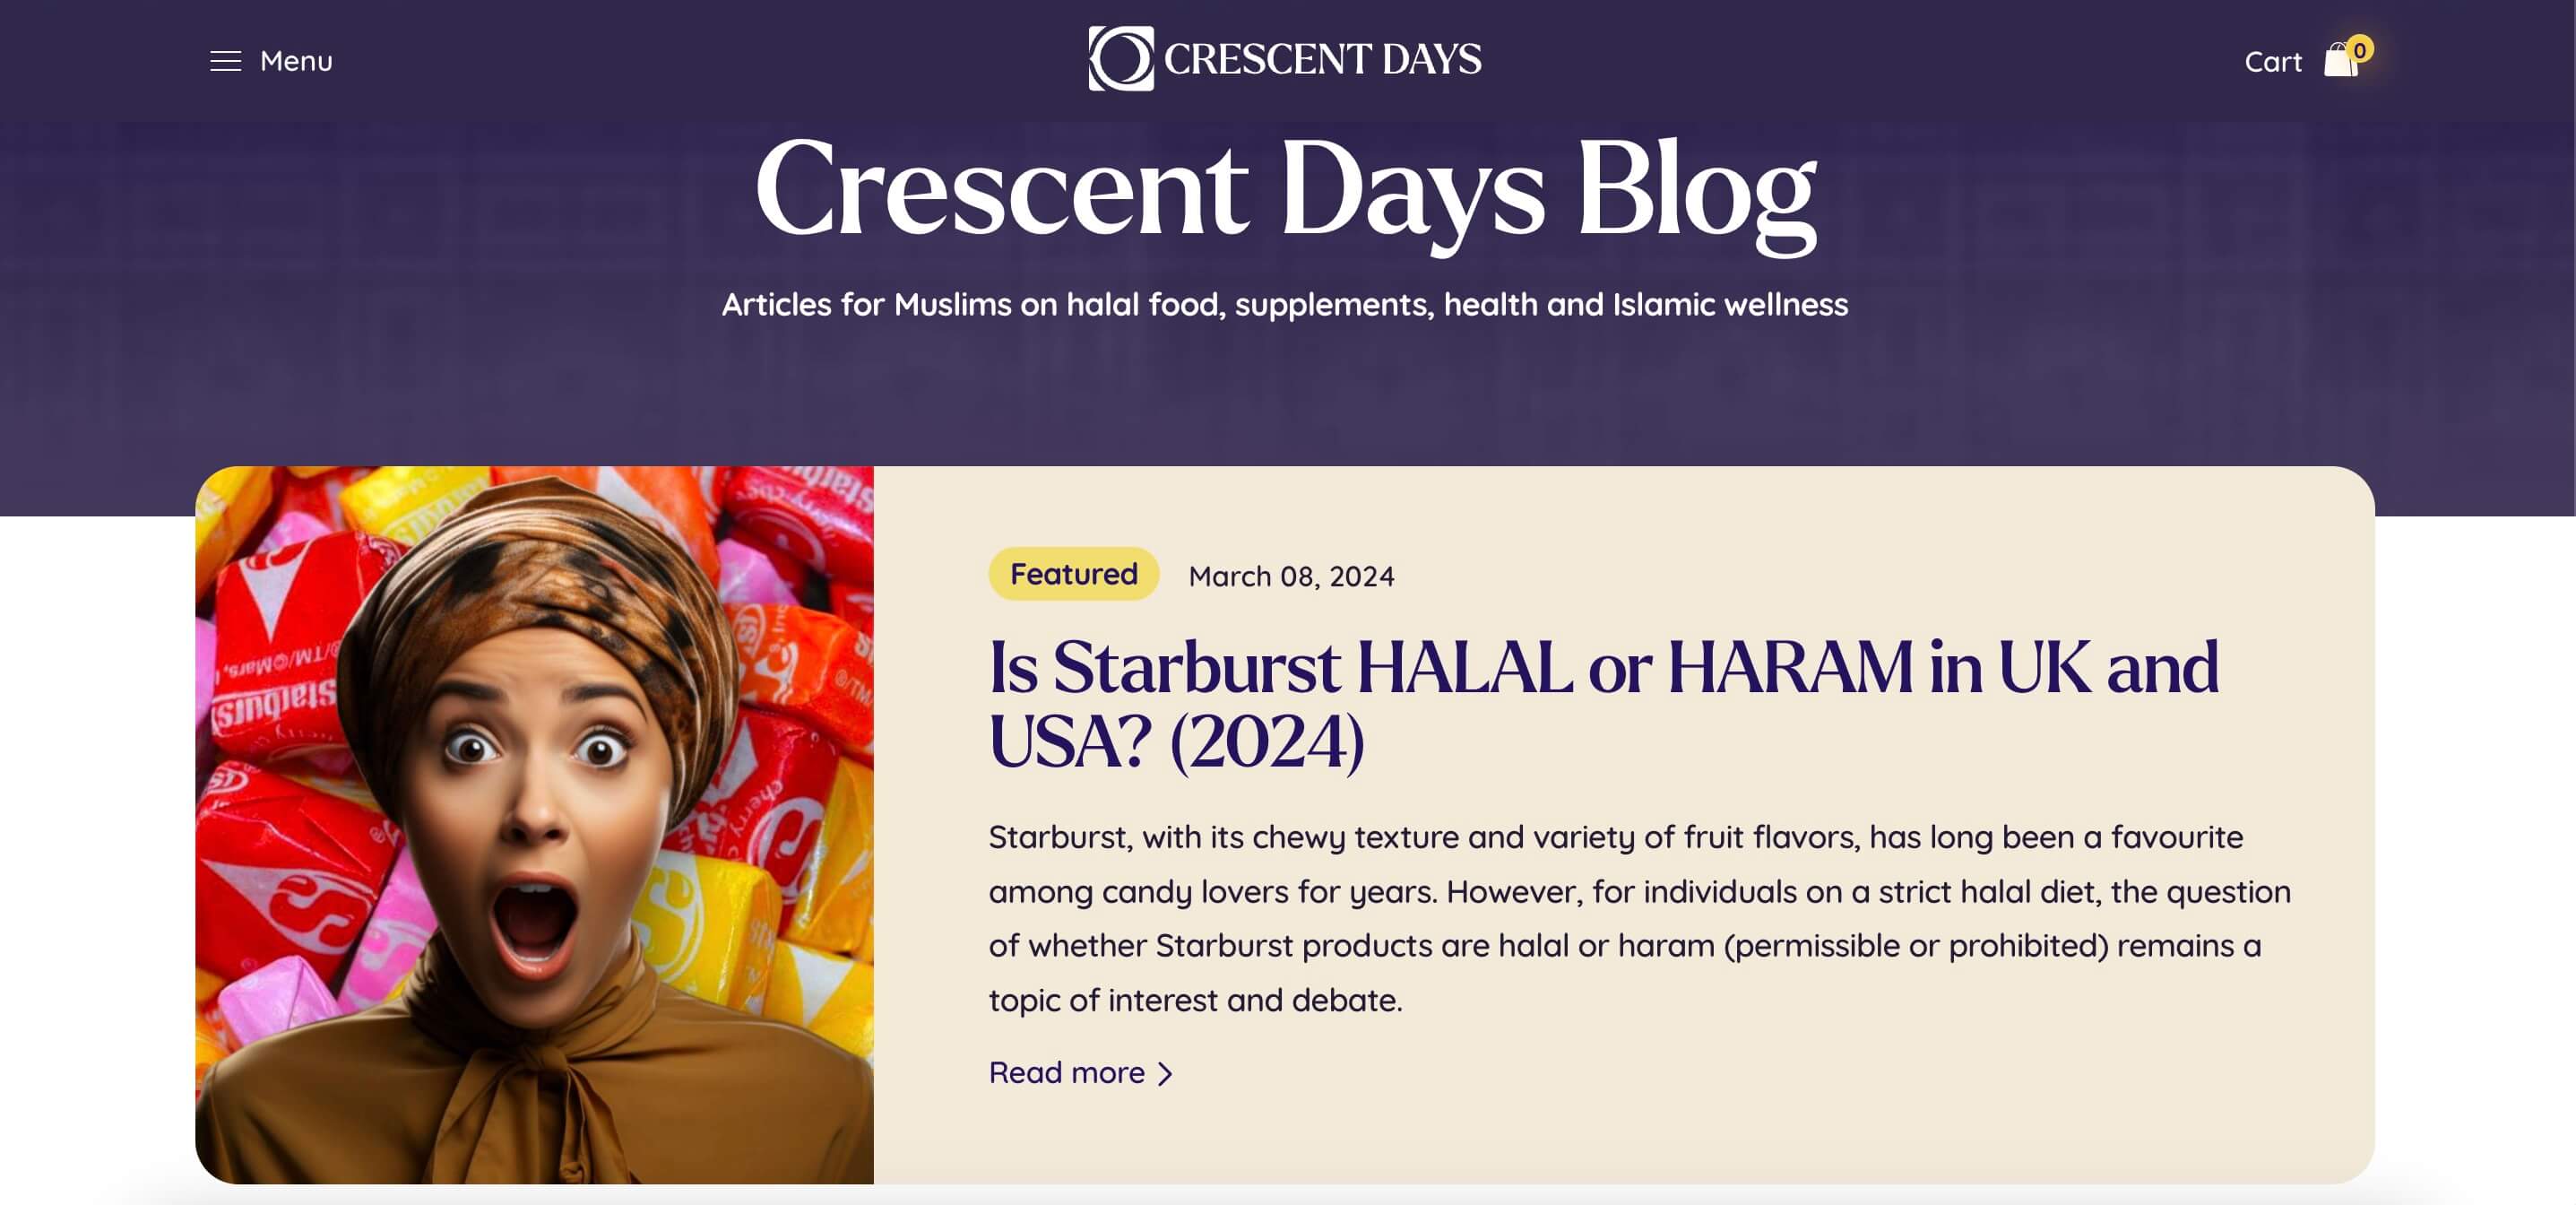 Menu
CRESCENT DAYS
Cart
0
Crescent Days Blog
Articles for Muslims on halal food, supplements, health and Islamic wellness
Featured
March 08, 2024
Is Starburst HALAL or HARAM in UK and
USA? (2024)
Starburst, with its chewy texture and variety of fruit flavors, has long been a favourite
among candy lovers for years. However, for individuals on a strict halal diet, the question
of whether Starburst products are halal or haram (permissible or prohibited) remains a
topic of interest and debate.
Read more
Starburst
cherry